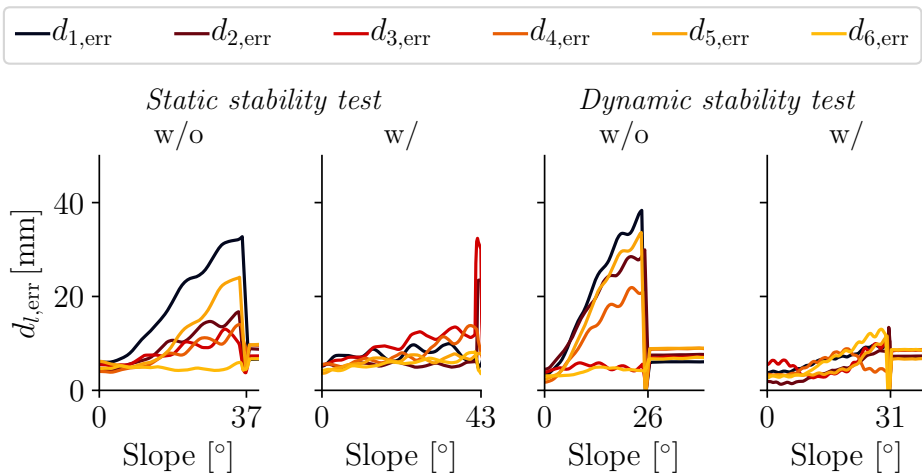 d1,err d2,err d3,err d4,err d5,err d6,err
Static stability test Dynamic stability test
w/o w/ w/o w/
dl,err [mm]
40
20
0
0 37 0 43 0 26 0 31
Slope [°] Slope [°] Slope [°] Slope [°]